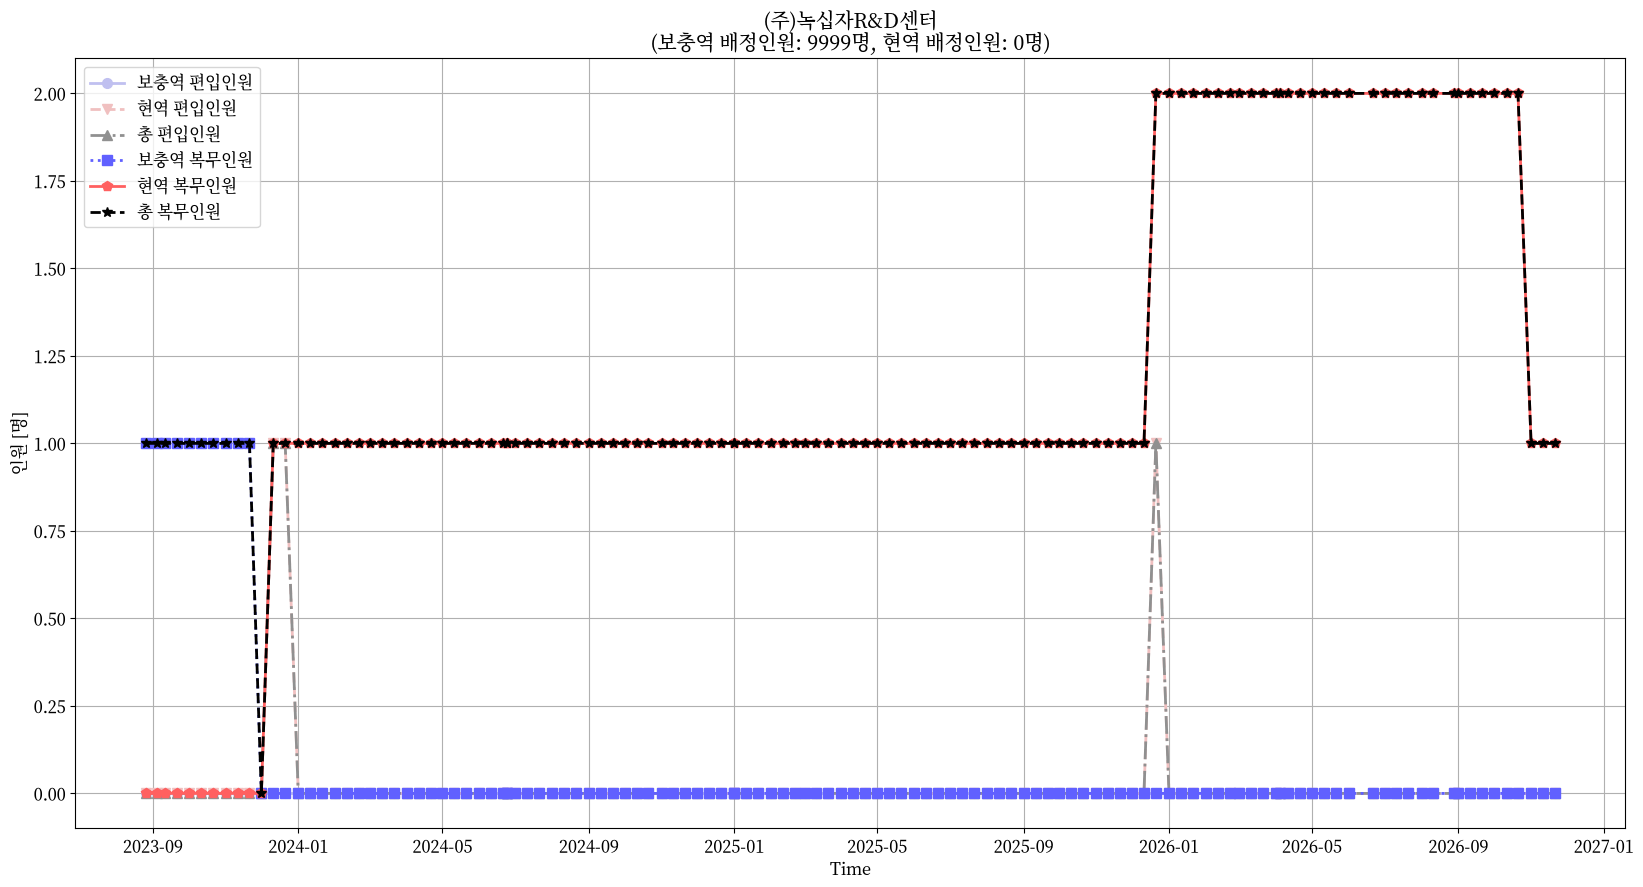 (주)녹십자R&D센터
(보충역 배정인원: 9999명, 현역 배정인원: 0명)
보충역 편입인원
현역 편입인원
총 편입인원
보충역 복무인원
현역 복무인원
총 복무인원
2.00
1.75
1.50
1.25
1.00
0.75
0.50
0.25
0.00
인원 [명]
2023-09 2024-01 2024-05 2024-09 2025-01 2025-05 2025-09 2026-01 2026-05 2026-09 2027-01
Time